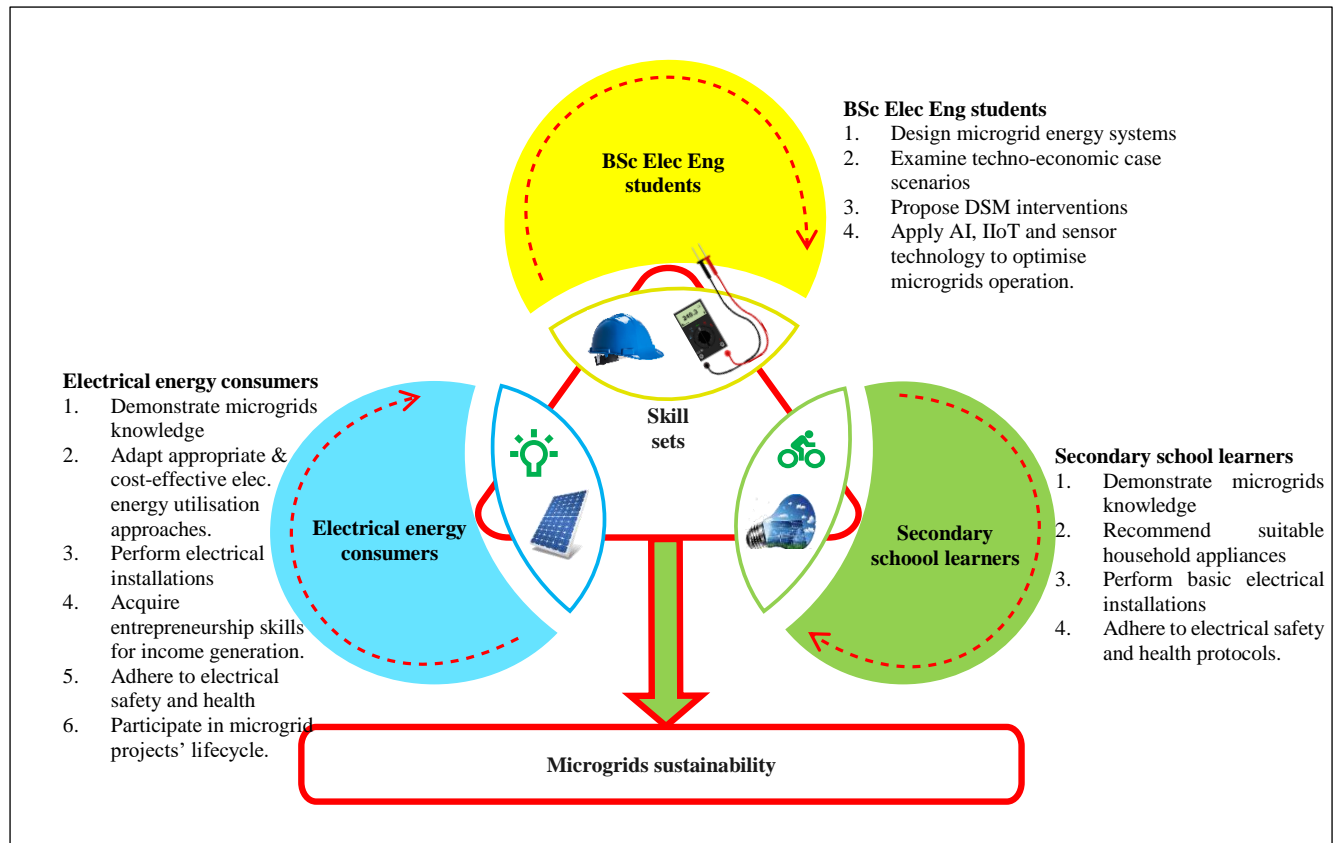 BSc Elec Eng
students
BSc Elec Eng students
1. Design microgrid energy systems
2. Examine techno-economic case
scenarios
3. Propose DSM interventions
4. Apply AI, IIoT and sensor
technology to optimise
microgrids operation.
Electrical energy consumers
1. Demonstrate microgrids
knowledge
2. Adapt appropriate &
cost-effective elec.
energy utilisation
approaches.
3. Perform electrical
installations
4. Acquire
entrepreneurship skills
for income generation.
5. Adhere to electrical
safety and health
6. Participate in microgrid
projects’ lifecycle.
Electrical energy
consumers
Skill
sets
Secondary
schoool learners
Secondary school learners
1. Demonstrate microgrids
knowledge
2. Recommend suitable
household appliances
3. Perform basic electrical
installations
4. Adhere to electrical safety
and health protocols.
Microgrids sustainability